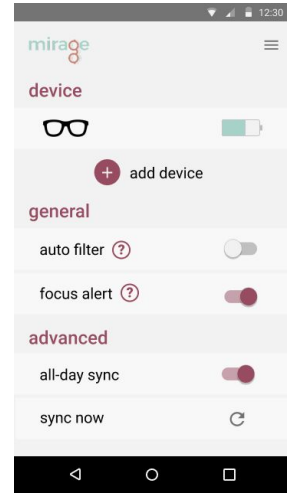 12:30
mirage
device
add device
general
auto filter ?
focus alert ?
advanced
all-day sync
sync now